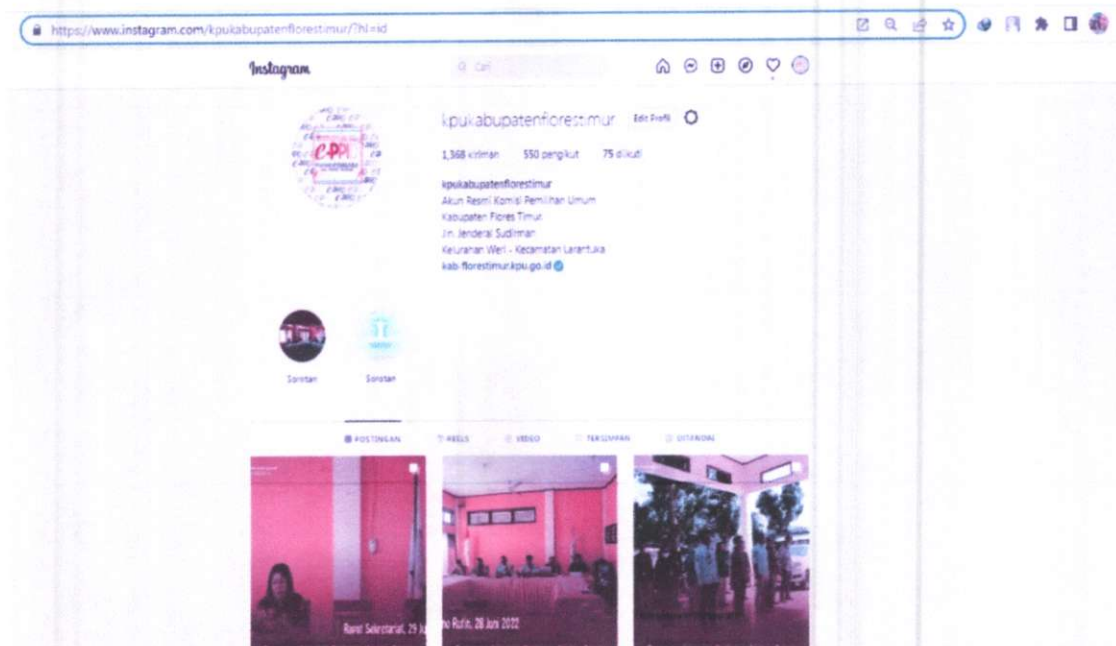 https://www.instagram.com/kpukabupatenflorestimur/?hl=id
Instagram
Cari
kpukabupatenflorestimur Edit Profil
1,368 kiriman 550 pengikut 75 diikuti
kpukabupatenflorestimur
Akun Resmi Komisi Pemilihan Umum
Kabupaten Flores Timur.
Jln. Jenderal Sudirman
Kelurahan Weri - Kecamatan Larantuka
kab-florestimur.kpu.go.id
Sorotan Sorotan
POSTINGAN REELS VIDEO TERSIMPAN DITANDAI
Rapat Sekretariat, 29 Ju
no Rutin, 28 Juni 2022